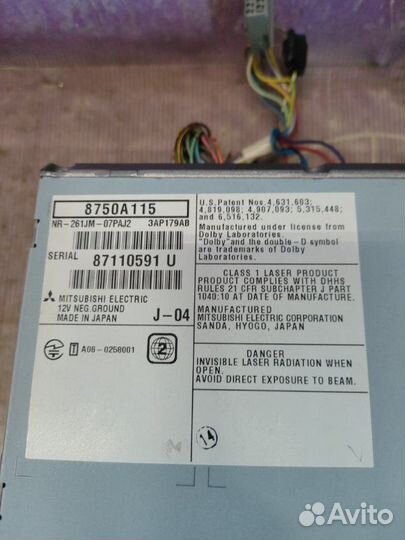 8750A115
NR-261JM-07PAJ2 3AP179AB
SERIAL 87110591 U
MITSUBISHI ELECTRIC
12V NEG.GROUND
MADE IN JAPAN J-04
T A06-0258001 2
U.S.Patent Nos.4,631,603;
4,819,098; 4,907,093; 5,315,448;
and 6,516,132.
Manufactured under license from
Dolby Laboratories.
"Dolby" and the double-D symbol
are trademarks of Dolby
Laboratories.
CLASS 1 LASER PRODUCT
PRODUCT COMPLIES WITH DHHS
RULES 21 CFR SUBCHAPTER J PART
1040:10 AT DATE OF MANUFACTURE.
MANUFACTURED
MITSUBISHI ELECTRIC CORPORATION
SANDA, HYOGO, JAPAN
DANGER
INVISIBLE LASER RADIATION WHEN
OPEN.
AVOID DIRECT EXPOSURE TO BEAM.
14
Avito